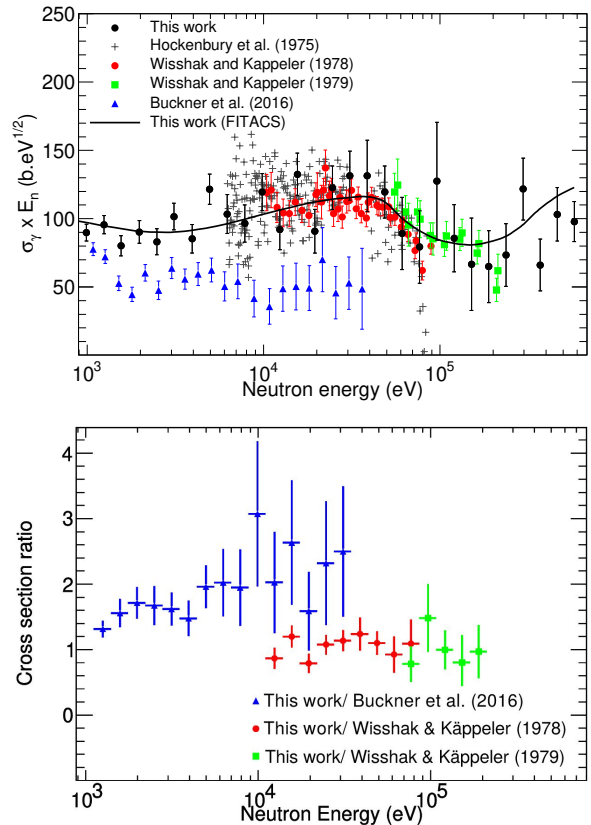 250
This work
Hockenbury et al. (1975)
200
Wisshak and Kappeler (1978)
Wisshak and Kappeler (1979)
Buckner et al. (2016)
150
This work (FITACS)
σγ x En (b.eV1/2)
100
50
10³ 10⁴ 10⁵
Neutron energy (eV)
4
3
2
1
0
Cross section ratio
This work/ Buckner et al. (2016)
This work/ Wisshak & Käppeler (1978)
This work/ Wisshak & Käppeler (1979)
10³ 10⁴ 10⁵
Neutron Energy (eV)